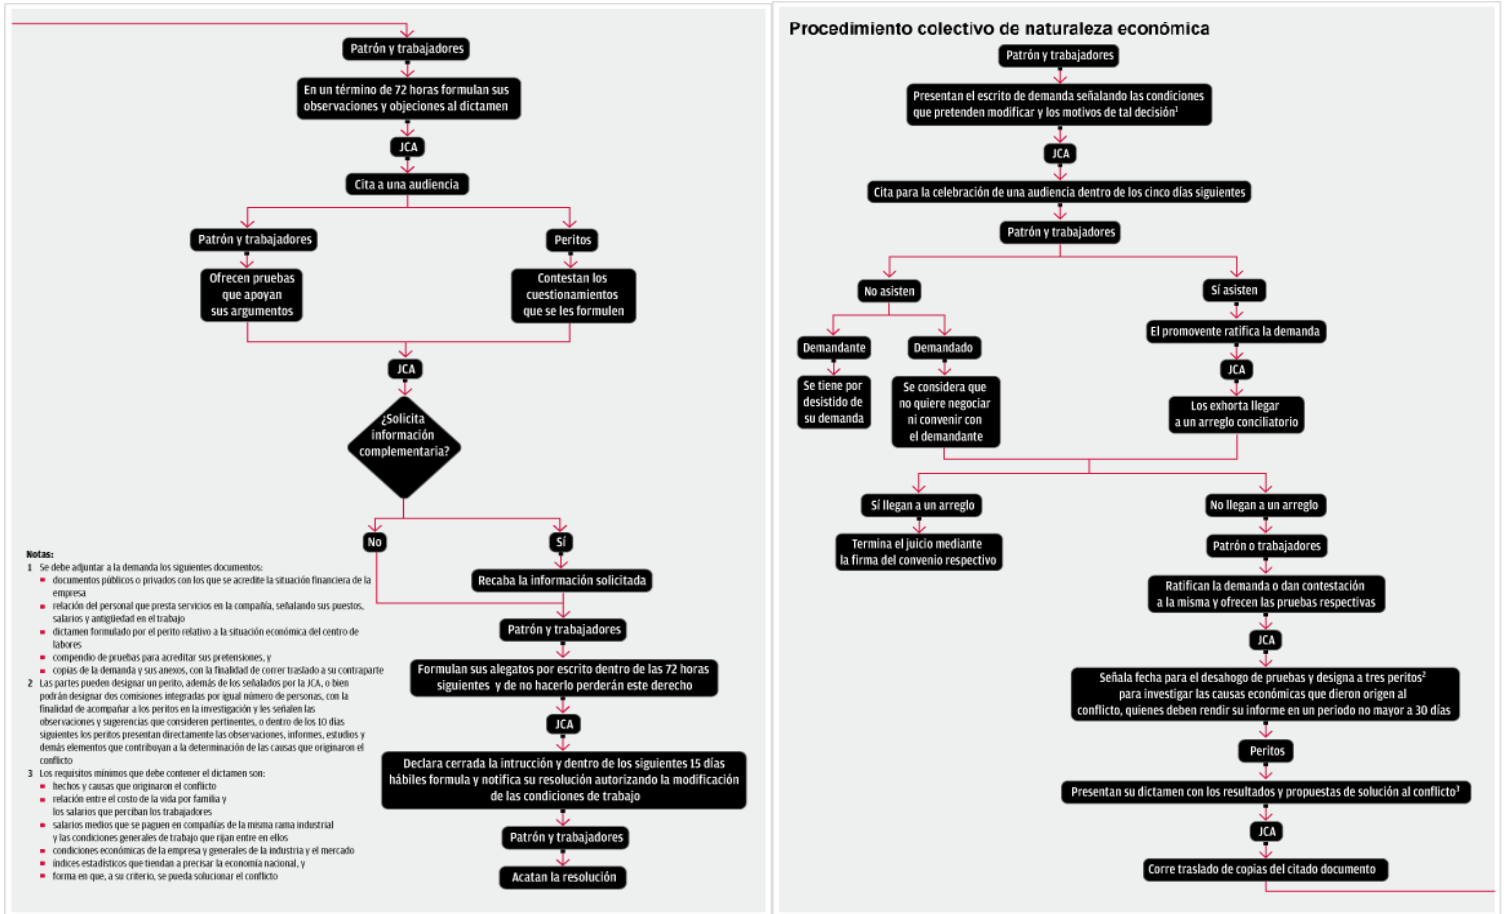 Patrón y trabajadores
En un término de 72 horas formulan sus
observaciones y objeciones al dictamen
JCA
Cita a una audiencia
Patrón y trabajadores
Ofrecen pruebas
que apoyan
sus argumentos
Peritos
Contestan los
cuestionamientos
que se les formulen
JCA
¿Solicita
información
complementaria?
No
Sí
Recaba la información solicitada
Patrón y trabajadores
Formulan sus alegatos por escrito dentro de las 72 horas
siguientes y de no hacerlo perderán este derecho
JCA
Declara cerrada la intrucción y dentro de los siguientes 15 días
hábiles formula y notifica su resolución autorizando la modificación
de las condiciones de trabajo
Patrón y trabajadores
Acatan la resolución
Notas:
1 Se debe adjuntar a la demanda los siguientes documentos:
documentos públicos o privados con los que se acredite la situación financiera de la
empresa
relación del personal que presta servicios en la compañía, señalando sus puestos,
salarios y antigüedad en el trabajo
dictamen formulado por el perito relativo a la situación económica del centro de
labores
compendio de pruebas para acreditar sus pretensiones, y
copias de la demanda y sus anexos, con la finalidad de correr traslado a su contraparte
2 Las partes pueden designar un perito, además de los señalados por la JCA, o bien
podrán designar dos comisiones integradas por igual número de personas, con la
finalidad de acompañar a los peritos en la investigación y les señalen las
observaciones y sugerencias que consideren pertinentes, o dentro de los 10 días
siguientes los peritos presentan directamente las observaciones, informes, estudios y
demás elementos que contribuyan a la determinación de las causas que originaron el
conflicto
3 Los requisitos mínimos que debe contener el dictamen son:
hechos y causas que originaron el conflicto
relación entre el costo de la vida por familia y
los salarios que perciban los trabajadores
salarios medios que se paguen en compañías de la misma rama industrial
y las condiciones generales de trabajo que rijan entre en ellos
condiciones económicas de la empresa y generales de la industria y el mercado
índices estadísticos que tiendan a precisar la economía nacional, y
forma en que, a su criterio, se pueda solucionar el conflicto
Procedimiento colectivo de naturaleza económica
Patrón y trabajadores
Presentan el escrito de demanda señalando las condiciones
que pretenden modificar y los motivos de tal decisión¹
JCA
Cita para la celebración de una audiencia dentro de los cinco días siguientes
Patrón y trabajadores
No asisten
Demandante
Se tiene por
desistido de
su demanda
Demandado
Se considera que
no quiere negociar
ni convenir con
el demandante
Sí asisten
El promovente ratifica la demanda
JCA
Los exhorta llegar
a un arreglo conciliatorio
Sí llegan a un arreglo
Termina el juicio mediante
la firma del convenio respectivo
No llegan a un arreglo
Patrón o trabajadores
Ratifican la demanda o dan contestación
a la misma y ofrecen las pruebas respectivas
JCA
Señala fecha para el desahogo de pruebas y designa a tres peritos²
para investigar las causas económicas que dieron origen al
conflicto, quienes deben rendir su informe en un periodo no mayor a 30 días
Peritos
Presentan su dictamen con los resultados y propuestas de solución al conflicto³
JCA
Corre traslado de copias del citado documento